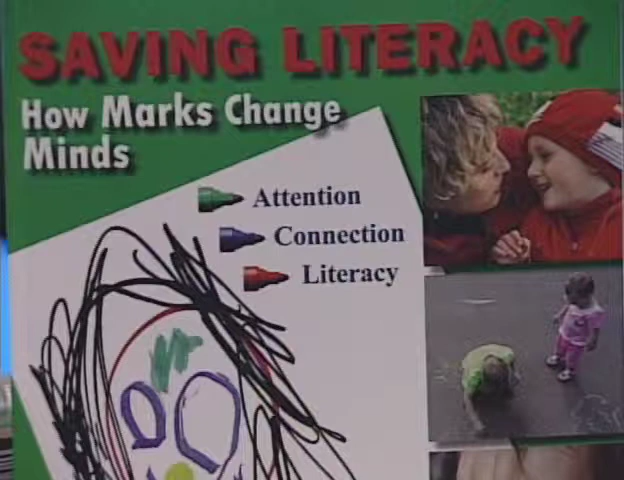 SAVING LITERACY
How Marks Change
Minds
Attention
Connection
Literacy